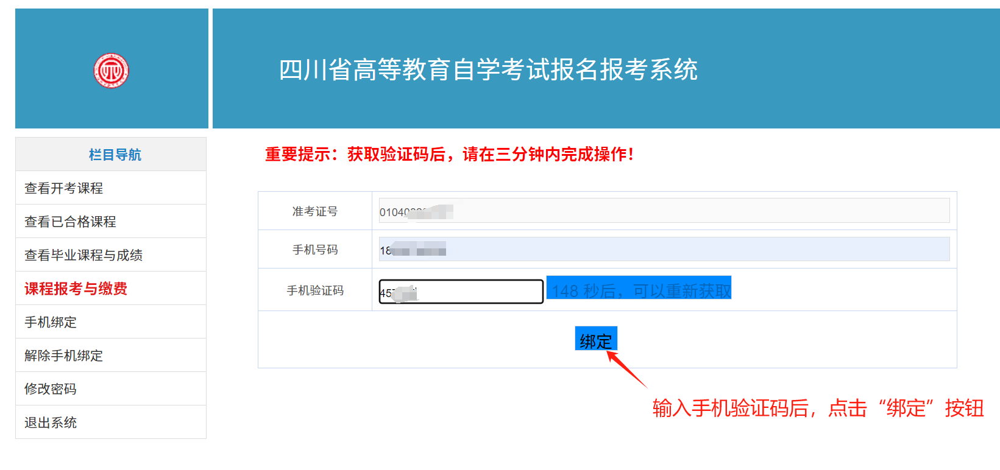 四川省高等教育自学考试报名报考系统
栏目导航
查看开考课程
查看已合格课程
查看毕业课程与成绩
课程报考与缴费
手机绑定
解除手机绑定
修改密码
退出系统
重要提示：获取验证码后，请在三分钟内完成操作！
准考证号 01040
手机号码 18
手机验证码 45 148 秒后，可以重新获取
绑定
输入手机验证码后，点击“绑定”按钮